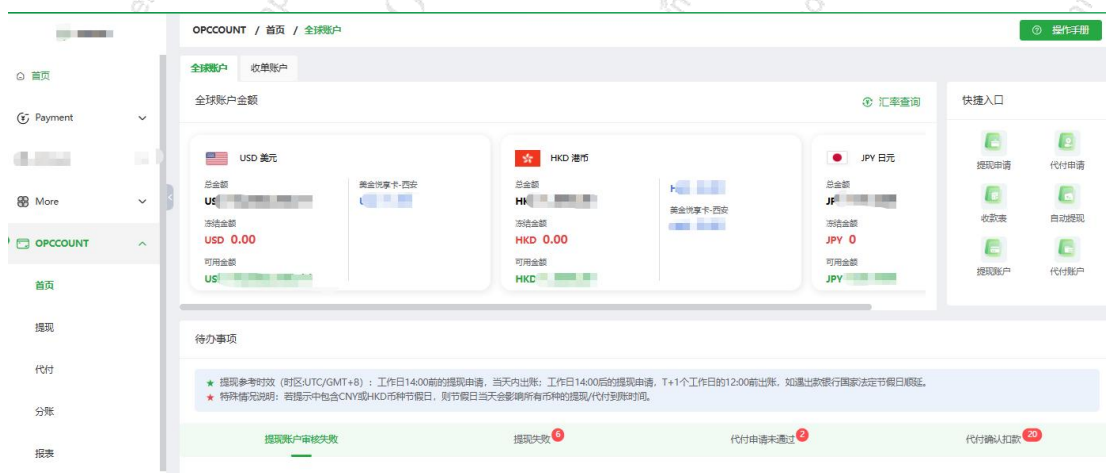 OPCCOUNT / 首页 / 全球账户
操作手册
首页
Payment
More
OPCCOUNT
首页
提现
代付
分账
报表
全球账户 收单账户
全球账户金额 汇率查询
USD 美元
总金额 美金悦享卡-西安
冻结金额
USD 0.00
可用金额
HKD 港币
总金额
美金悦享卡-西安
冻结金额
HKD 0.00
可用金额
HKD
JPY 日元
总金额
冻结金额
JPY 0
可用金额
JPY
快捷入口
提现申请 代付申请
收款表 自动提现
提现账户 代付账户
待办事项
★ 提现参考时效（时区:UTC/GMT+8）：工作日14:00前的提现申请，当天内出账；工作日14:00后的提现申请，T+1个工作日的12:00前出账，如遇出款银行国家法定节假日顺延。
★ 特殊情况说明：若提示中包含CNY或HKD币种节假日，则节假日当天会影响所有币种的提现/代付到账时间。
提现账户审核失败 提现失败 6 代付申请未通过 2 代付确认扣款 20